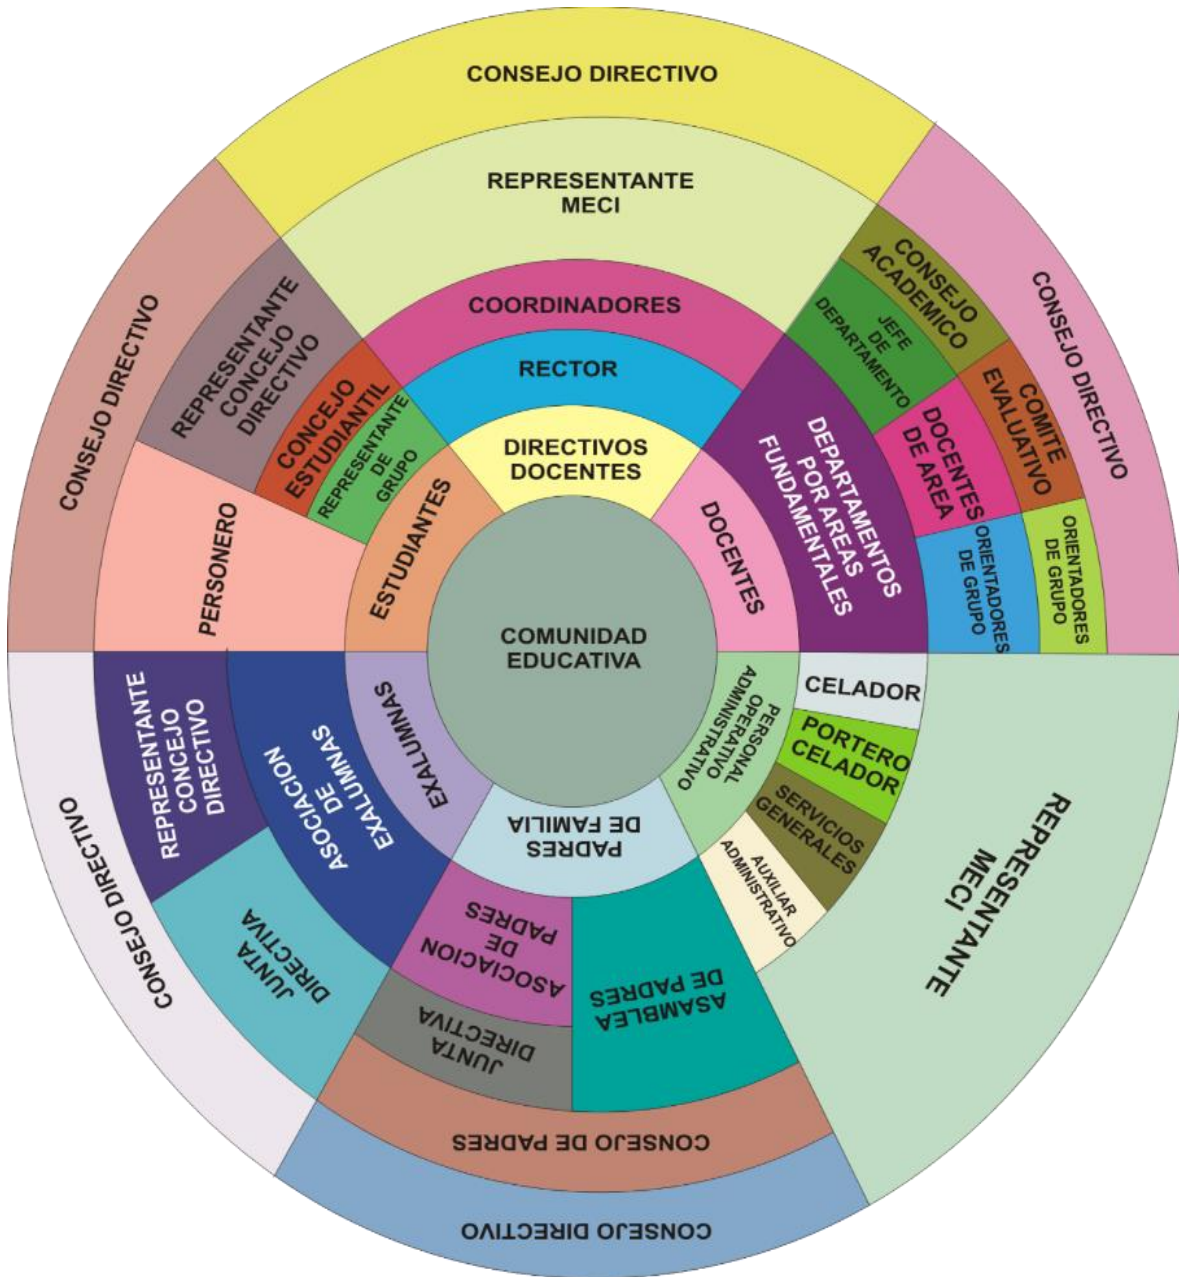 CONSEJO DIRECTIVO
REPRESENTANTE
MECI
COORDINADORES
RECTOR
DIRECTIVOS
DOCENTES
CONSEJO DIRECTIVO
CONSEJO
ACADEMICO
JEFE
DE
DEPARTAMENTO
COMITE
EVALUATIVO
DOCENTES
DE AREA
ORIENTADORES
DE GRUPO
ORIENTADORES
DE GRUPO
DEPARTAMENTOS
POR AREAS
FUNDAMENTALES
DOCENTES
COMUNIDAD
EDUCATIVA
PERSONAL
OPERATIVO
ADMINISTRATIVO
CELADOR
PORTERO
CELADOR
SERVICIOS
GENERALES
AUXILIAR
ADMINISTRATIVO
REPRESENTANTE
MECI
PADRES
DE FAMILIA
ASAMBLEA
DE PADRES
ASOCIACION
DE
PADRES
JUNTA
DIRECTIVA
CONSEJO DE PADRES
CONSEJO DIRECTIVO
EXALUMNAS
ASOCIACION
DE
EXALUMNAS
JUNTA
DIRECTIVA
REPRESENTANTE
CONCEJO
DIRECTIVO
CONSEJO DIRECTIVO
ESTUDIANTES
PERSONERO
REPRESENTANTE
DE
GRUPO
CONCEJO
ESTUDIANTIL
REPRESENTANTE
CONCEJO
DIRECTIVO
CONSEJO DIRECTIVO